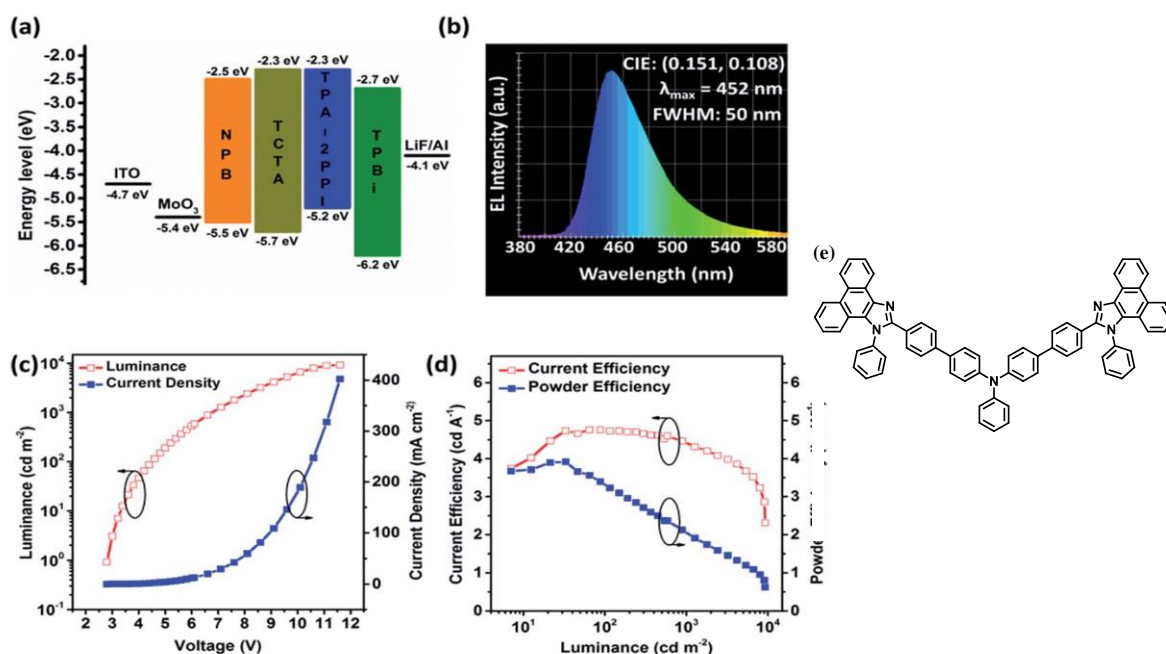 (a)
-2.0
-2.5
-3.0
-3.5
-4.0
-4.5
-5.0
-5.5
-6.0
-6.5
Energy level (eV)
ITO
-4.7 eV
MoO3
-5.4 eV
-2.5 eV
NPB
-5.5 eV
-2.3 eV
TCTA
-5.7 eV
-2.3 eV
TPA-2PPI
-5.2 eV
-2.7 eV
TPBi
-6.2 eV
LiF/Al
-4.1 eV
(b)
CIE: (0.151, 0.108)
λmax = 452 nm
FWHM: 50 nm
EL Intensity (a.u.)
380 420 460 500 540 580
Wavelength (nm)
(c)
Luminance
Current Density
10^4
10^3
10^2
10^1
10^0
10^-1
Luminance (cd m^-2)
400
300
200
100
0
Current Density (mA cm^-2)
2 3 4 5 6 7 8 9 10 11 12
Voltage (V)
(d)
Current Efficiency
Powder Efficiency
6
5
4
3
2
1
0
Current Efficiency (cd A^-1)
6
5
4
3
2
1
0
Powder
10^1 10^2 10^3 10^4
Luminance (cd m^-2)
(e)
N
N
N
N
N